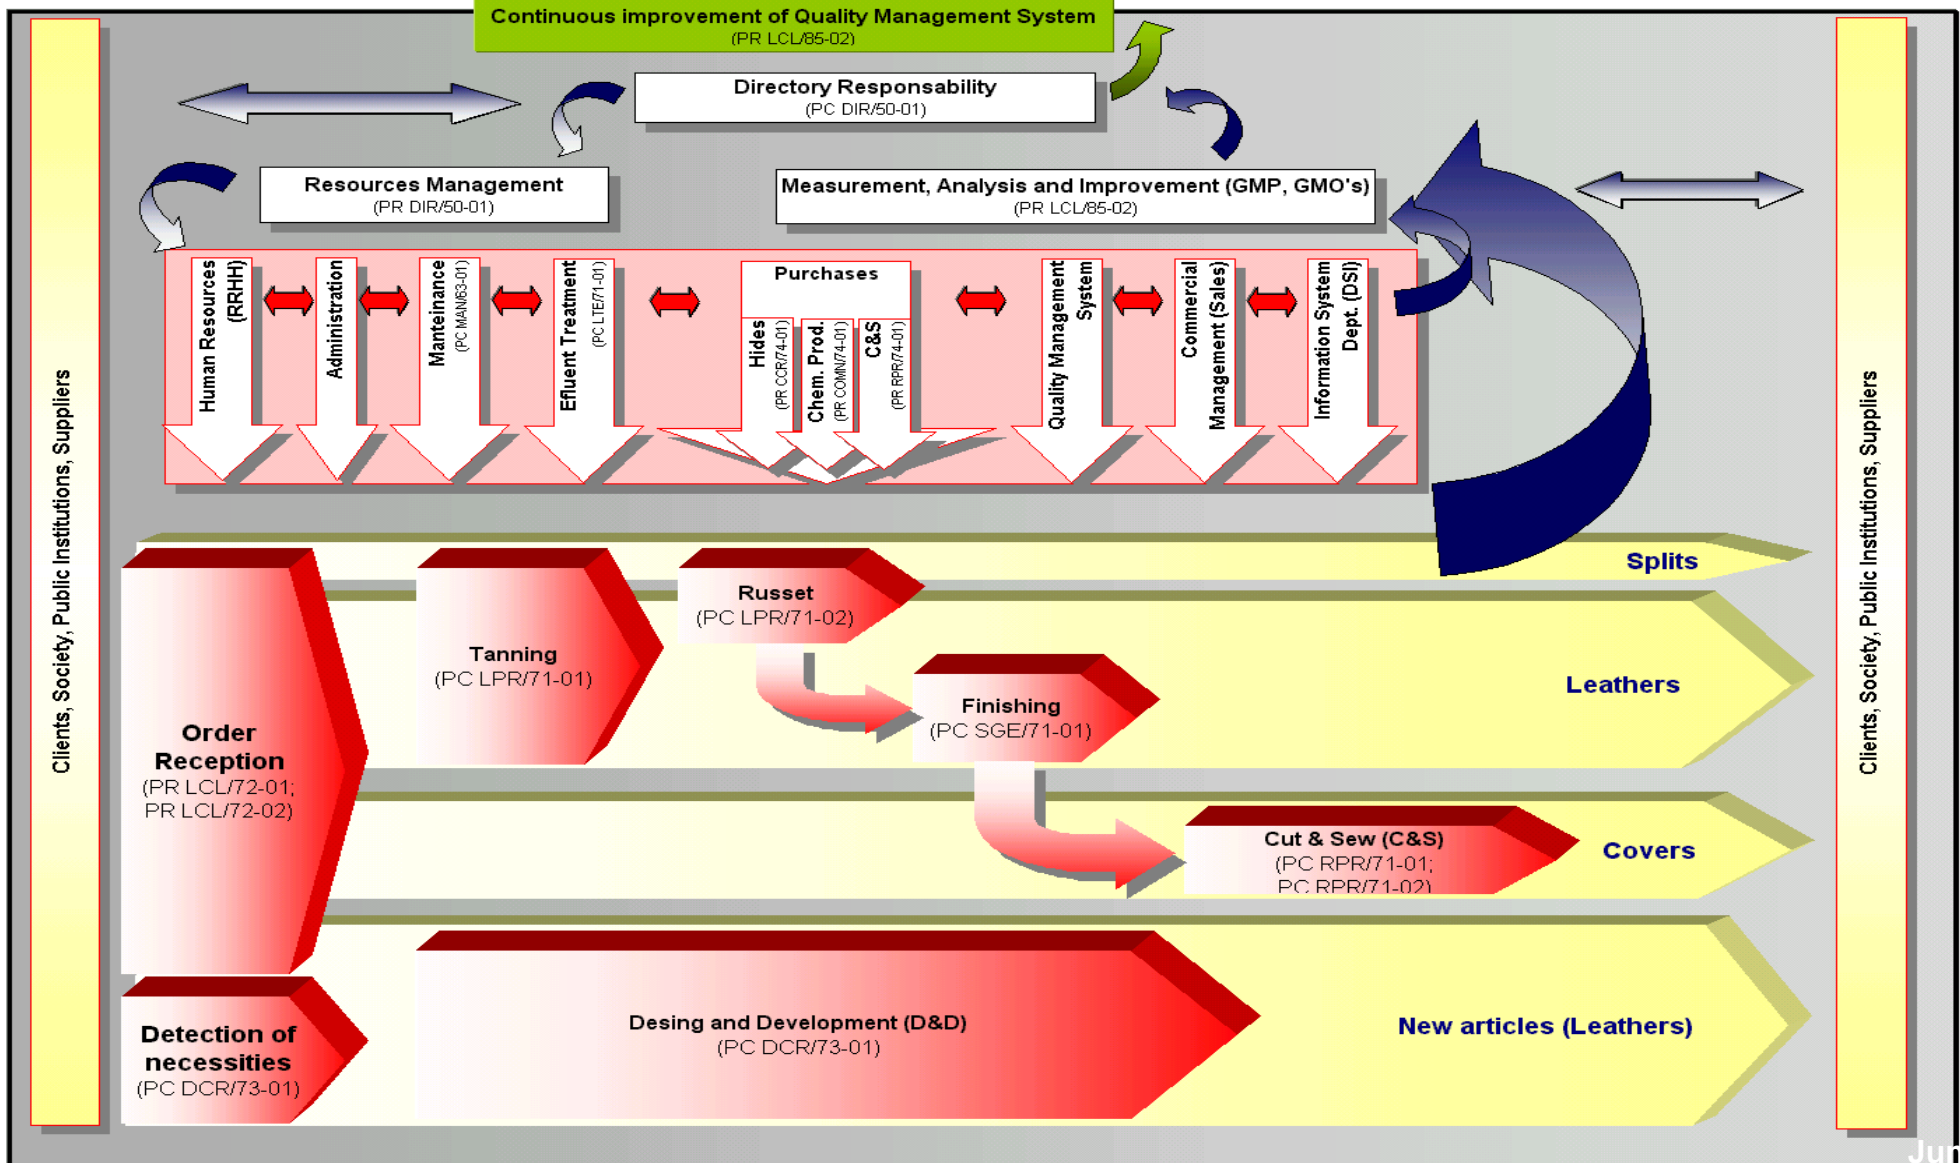 Continuous improvement of Quality Management System
(PR LCL/85-02)
Directory Responsability
(PC DIR/50-01)
Resources Management
(PR DIR/50-01)
Measurement, Analysis and Improvement (GMP, GMO's)
(PR LCL/85-02)
Clients, Society, Public Institutions, Suppliers
Human Resources
(RRHH)
Administration
Manteinance
(PC MAN/63-01)
Efluent Treatment
(PC LTE/71-01)
Purchases
Hides
(PR CCR/74-01)
Chem. Prod.
(PR COMN/74-01)
C&S
(PR RPR/74-01)
Quality Management
System
Commercial
Management (Sales)
Information System
Dept. (DSI)
Clients, Society, Public Institutions, Suppliers
Splits
Russet
(PC LPR/71-02)
Tanning
(PC LPR/71-01)
Leathers
Finishing
(PC SGE/71-01)
Order
Reception
(PR LCL/72-01;
PR LCL/72-02)
Cut & Sew (C&S)
(PC RPR/71-01;
PC RPR/71-02)
Covers
Desing and Development (D&D)
(PC DCR/73-01)
New articles (Leathers)
Detection of
necessities
(PC DCR/73-01)